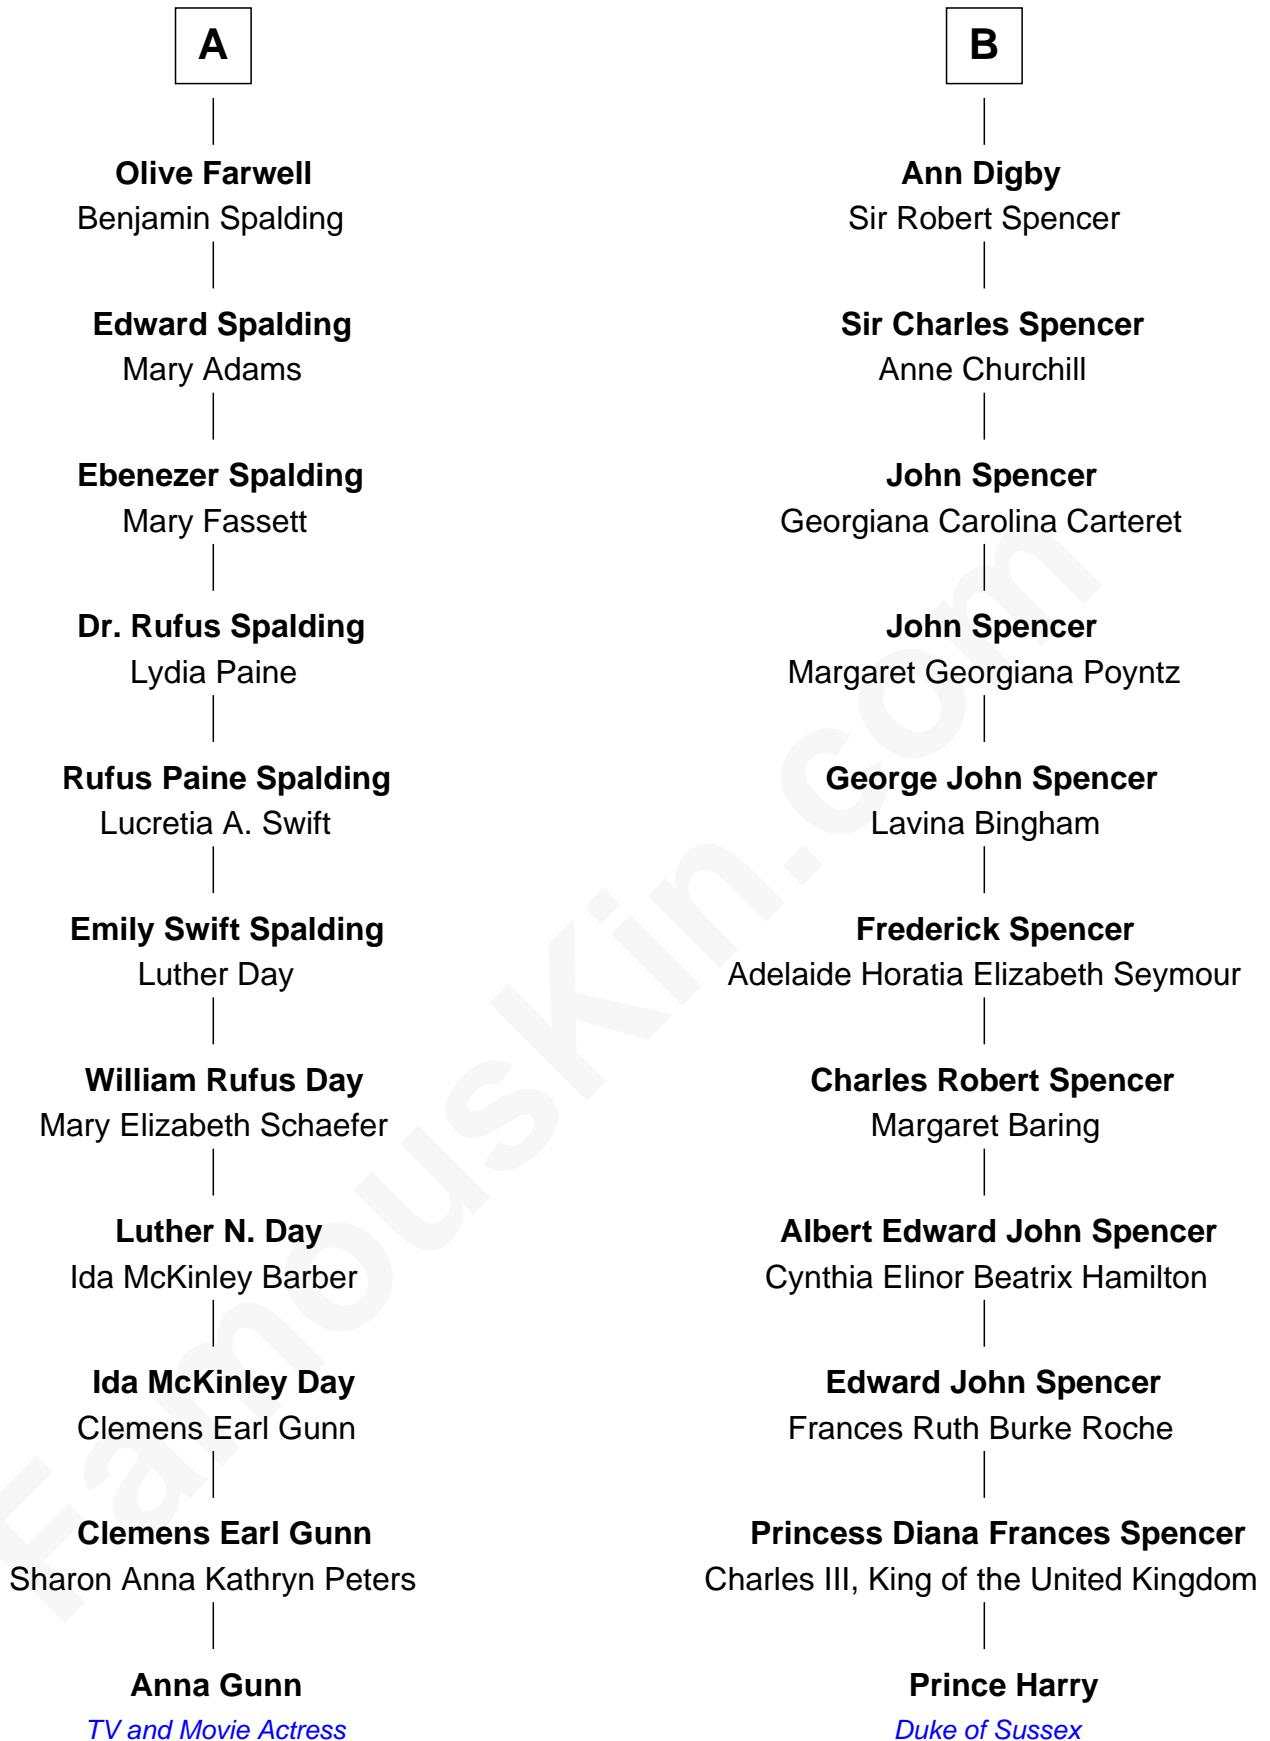 A
Olive Farwell
Benjamin Spalding
Edward Spalding
Mary Adams
Ebenezer Spalding
Mary Fassett
Dr. Rufus Spalding
Lydia Paine
Rufus Paine Spalding
Lucretia A. Swift
Emily Swift Spalding
Luther Day
William Rufus Day
Mary Elizabeth Schaefer
Luther N. Day
Ida McKinley Barber
Ida McKinley Day
Clemens Earl Gunn
Clemens Earl Gunn
Sharon Anna Kathryn Peters
Anna Gunn
TV and Movie Actress
B
Ann Digby
Sir Robert Spencer
Sir Charles Spencer
Anne Churchill
John Spencer
Georgiana Carolina Carteret
John Spencer
Margaret Georgiana Poyntz
George John Spencer
Lavina Bingham
Frederick Spencer
Adelaide Horatia Elizabeth Seymour
Charles Robert Spencer
Margaret Baring
Albert Edward John Spencer
Cynthia Elinor Beatrix Hamilton
Edward John Spencer
Frances Ruth Burke Roche
Princess Diana Frances Spencer
Charles III, King of the United Kingdom
Prince Harry
Duke of Sussex
FamousKin.com